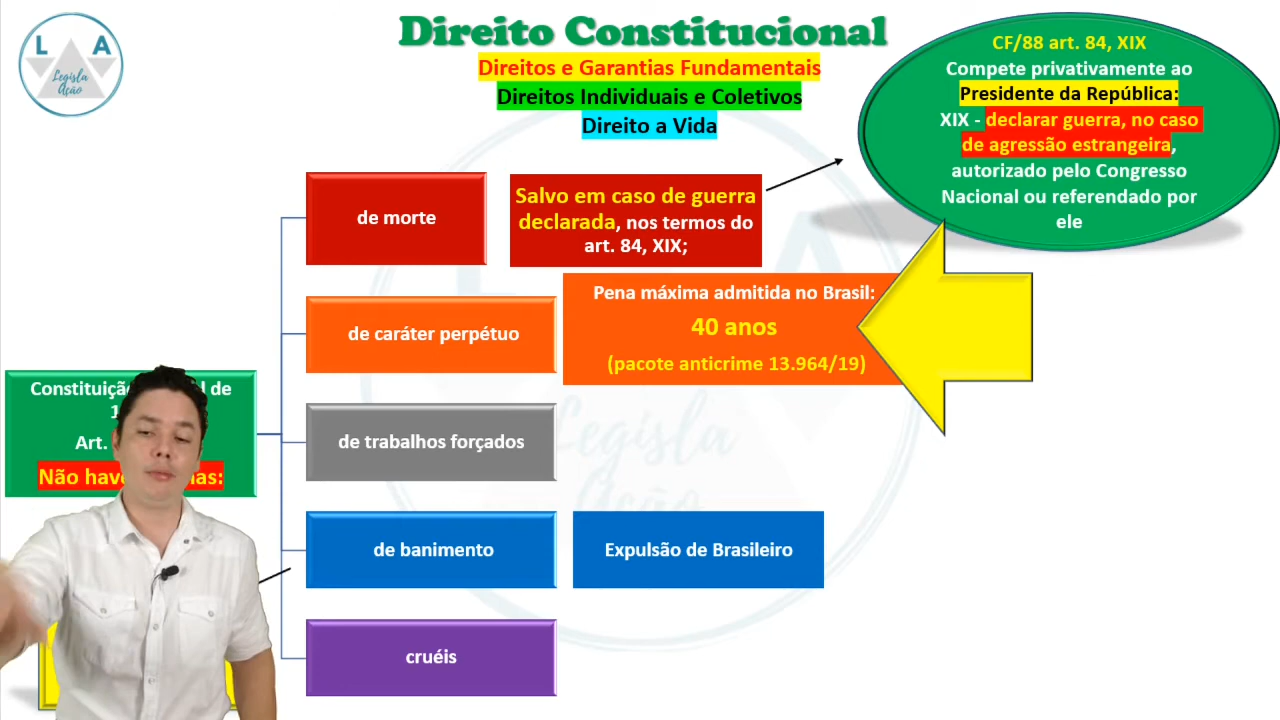 L A
Legisla
Ação
Direito Constitucional
Direitos e Garantias Fundamentais
Direitos Individuais e Coletivos
Direito a Vida
CF/88 art. 84, XIX
Compete privativamente ao
Presidente da República:
XIX - declarar guerra, no caso
de agressão estrangeira,
autorizado pelo Congresso
Nacional ou referendado por
ele
de morte
Salvo em caso de guerra
declarada, nos termos do
art. 84, XIX;
de caráter perpétuo
Pena máxima admitida no Brasil:
40 anos
(pacote anticrime 13.964/19)
de
Art.
Não
de trabalhos forçados
Legisla
Ação
de banimento
Expulsão de Brasileiro
cruéis